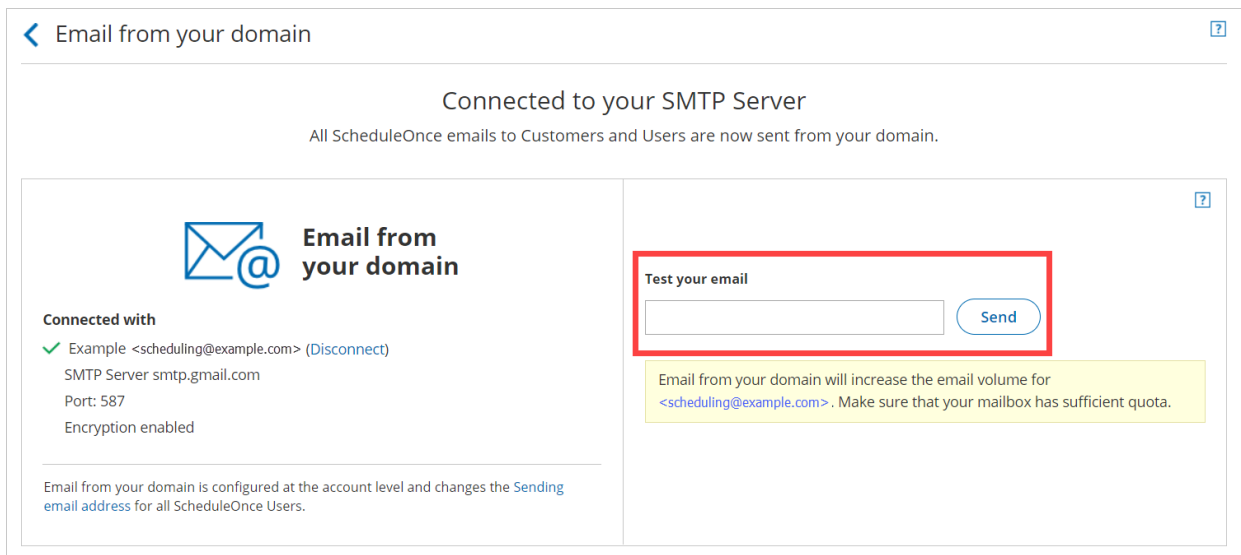 Email from your domain
?
Connected to your SMTP Server
All ScheduleOnce emails to Customers and Users are now sent from your domain.
Email from
your domain
Connected with
Example <scheduling@example.com> (Disconnect)
SMTP Server smtp.gmail.com
Port: 587
Encryption enabled
Email from your domain is configured at the account level and changes the Sending
email address for all ScheduleOnce Users.
?
Test your email
Send
Email from your domain will increase the email volume for
<scheduling@example.com>. Make sure that your mailbox has sufficient quota.